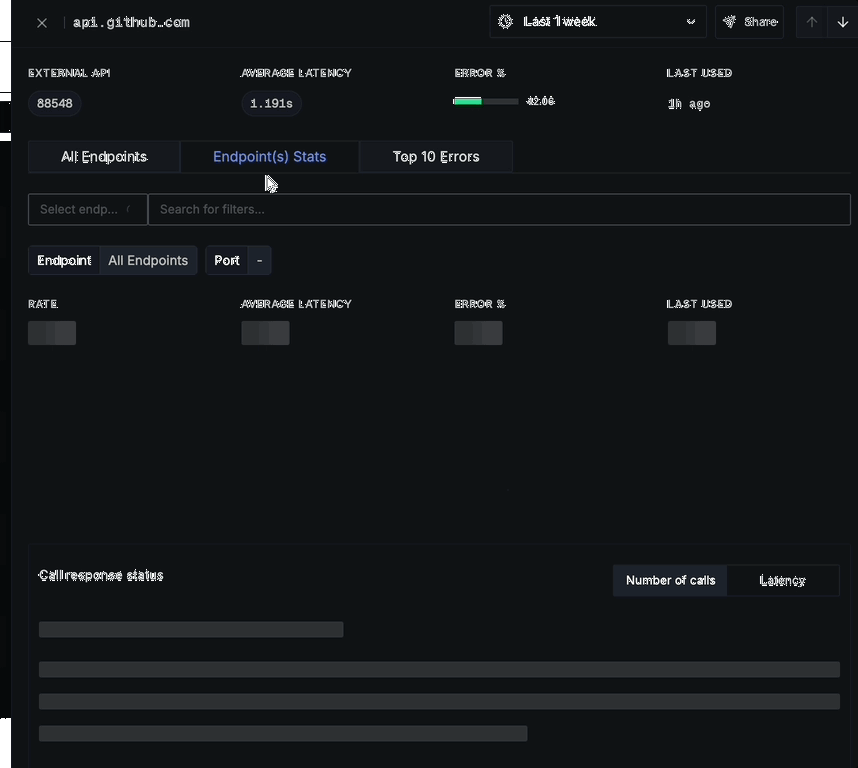 api.github.com
Last 1 week
Share
EXTERNAL API
AVERAGE LATENCY
ERROR %
LAST USED
88548
1.191s
1h ago
All Endpoints
Endpoint(s) Stats
Top 10 Errors
Select endp...
Search for filters...
Endpoint
All Endpoints
Port
-
RATE
AVERAGE LATENCY
ERROR %
LAST USED
Call response status
Number of calls
Latency